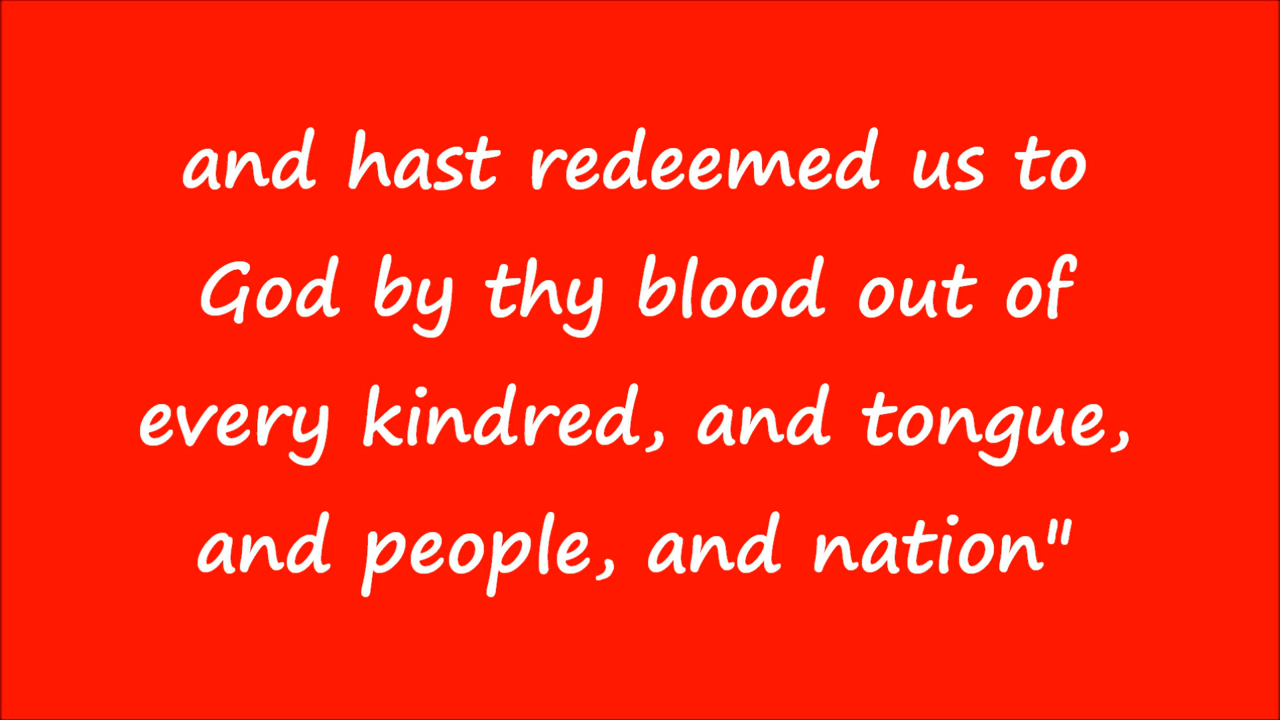 and hast redeemed us to
God by thy blood out of
every kindred, and tongue,
and people, and nation"